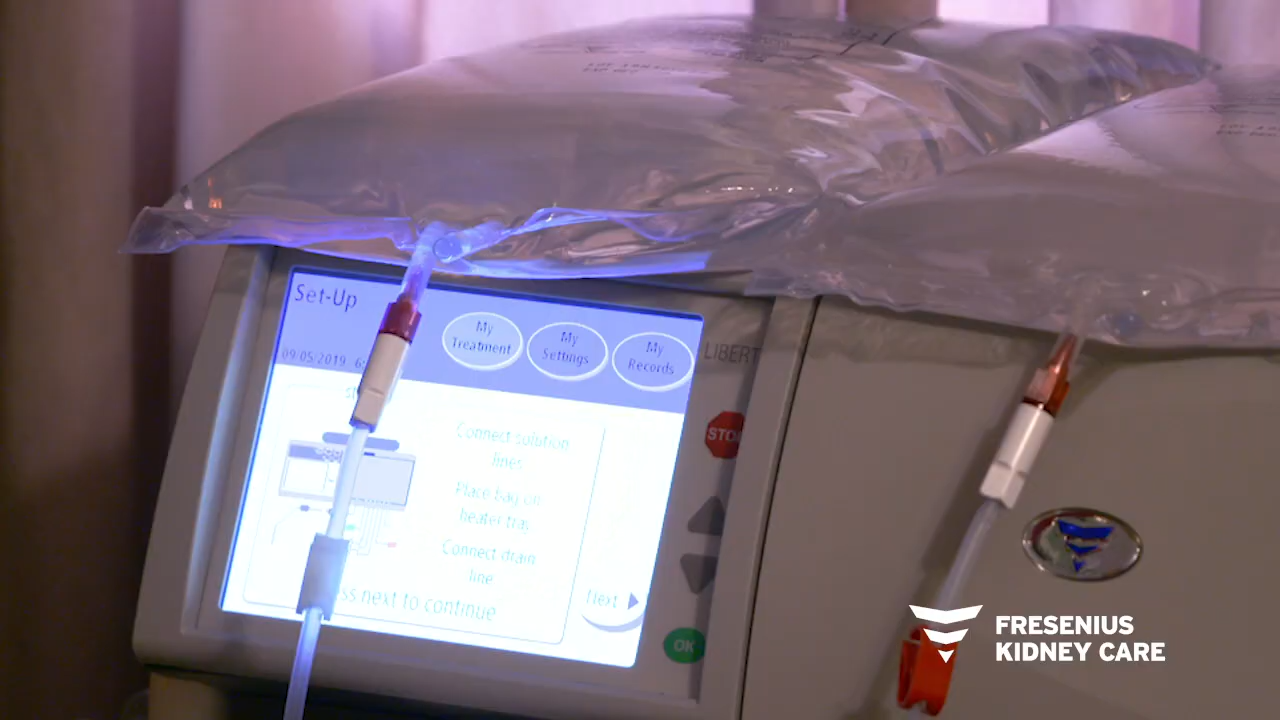 Set-Up
My
Treatment
My
Settings
My
Records
LIBERT
09/05/2019 6:
STO
Connect solution
lines
Place bag on
heater tray
Connect drain
line
ss next to continue
Next
OK
FRESENIUS
KIDNEY CARE